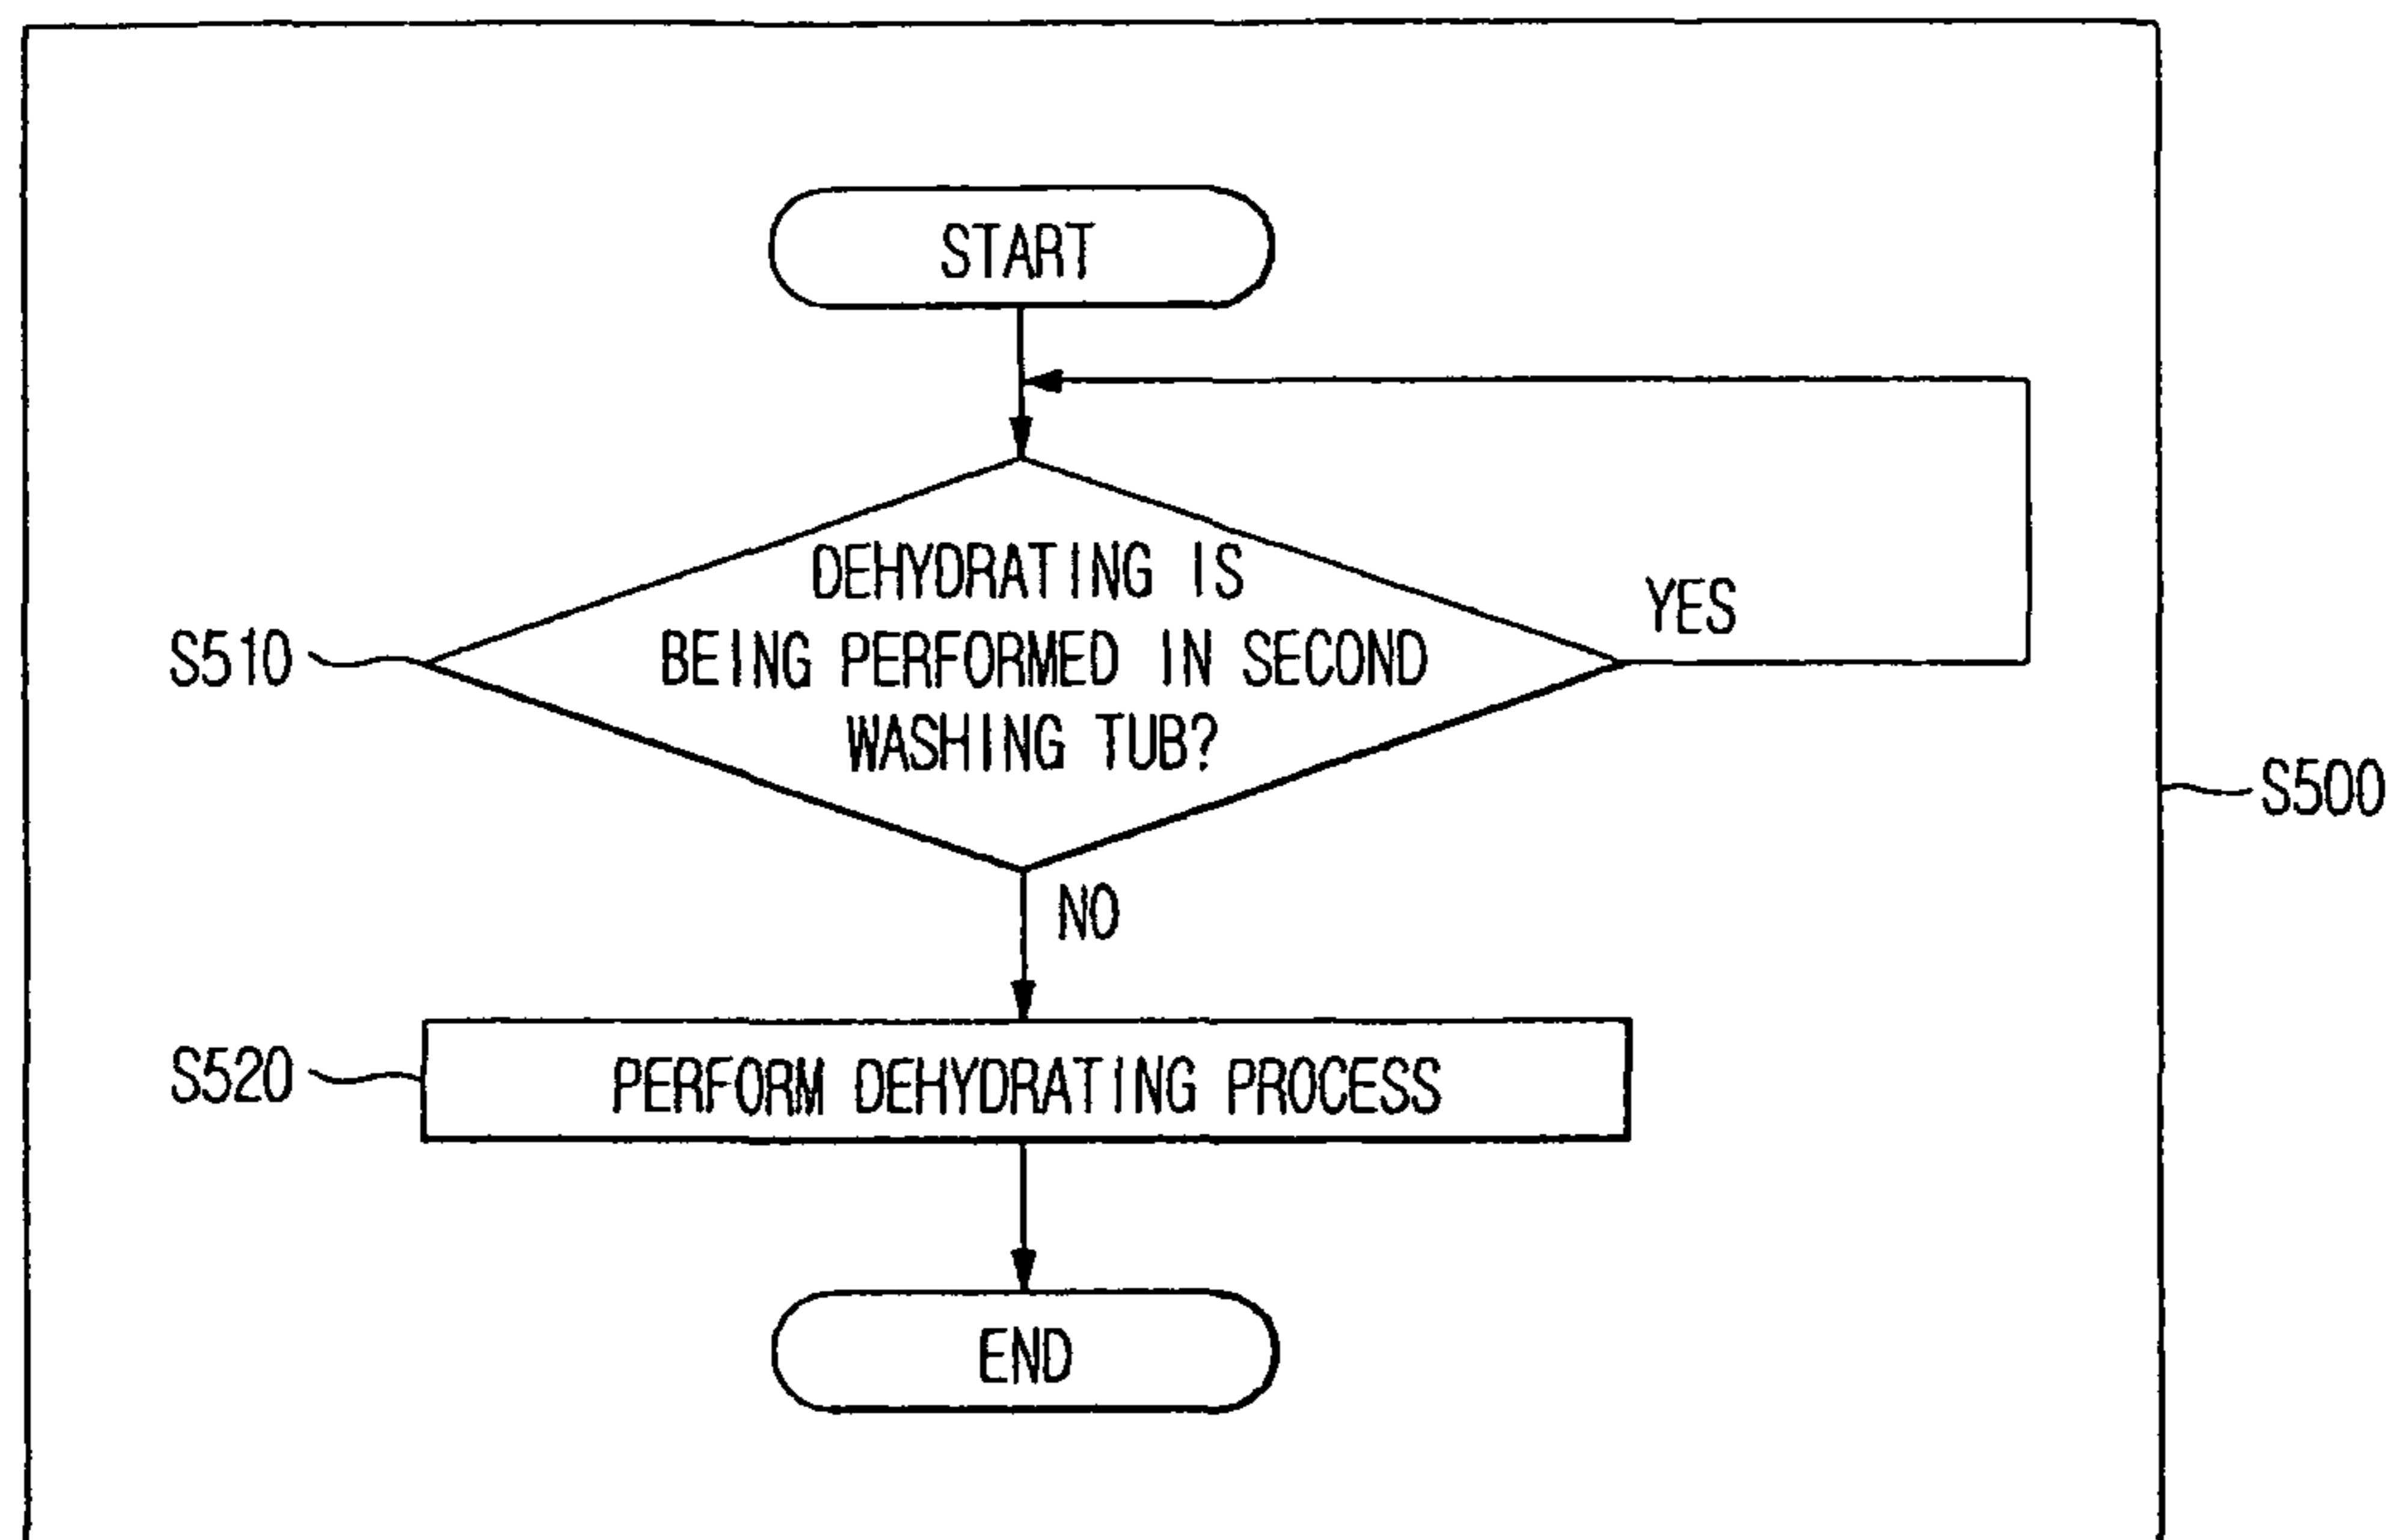 START
DEHYDRATING IS
BEING PERFORMED IN SECOND
WASHING TUB?
YES
S510
S500
NO
S520
PERFORM DEHYDRATING PROCESS
END